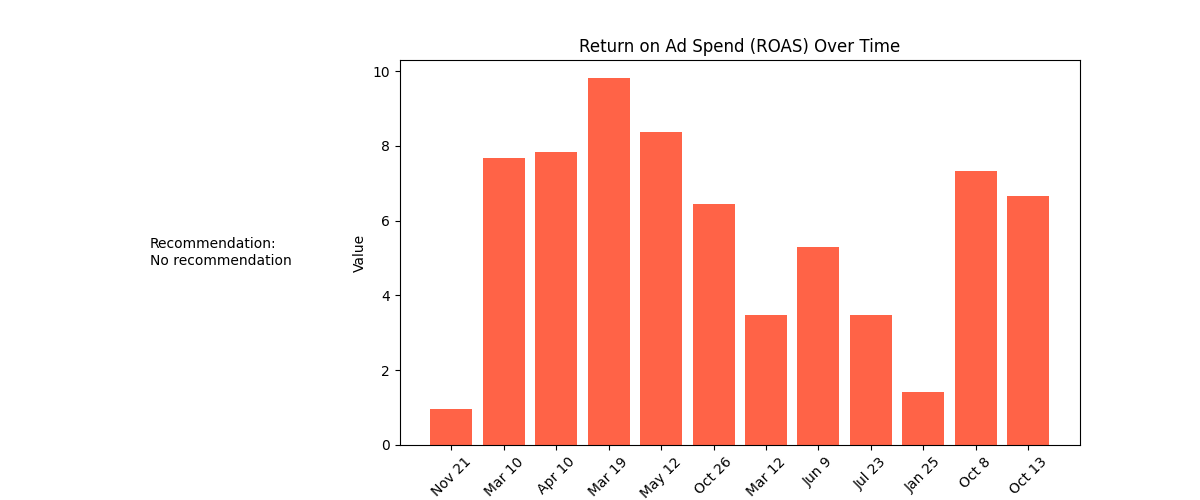 Return on Ad Spend (ROAS) Over Time
10
8
6
4
2
0
Value
Recommendation:
No recommendation
Nov 21
Mar 10
Apr 10
Mar 19
May 12
Oct 26
Mar 12
Jun 9
Jul 23
Jan 25
Oct 8
Oct 13